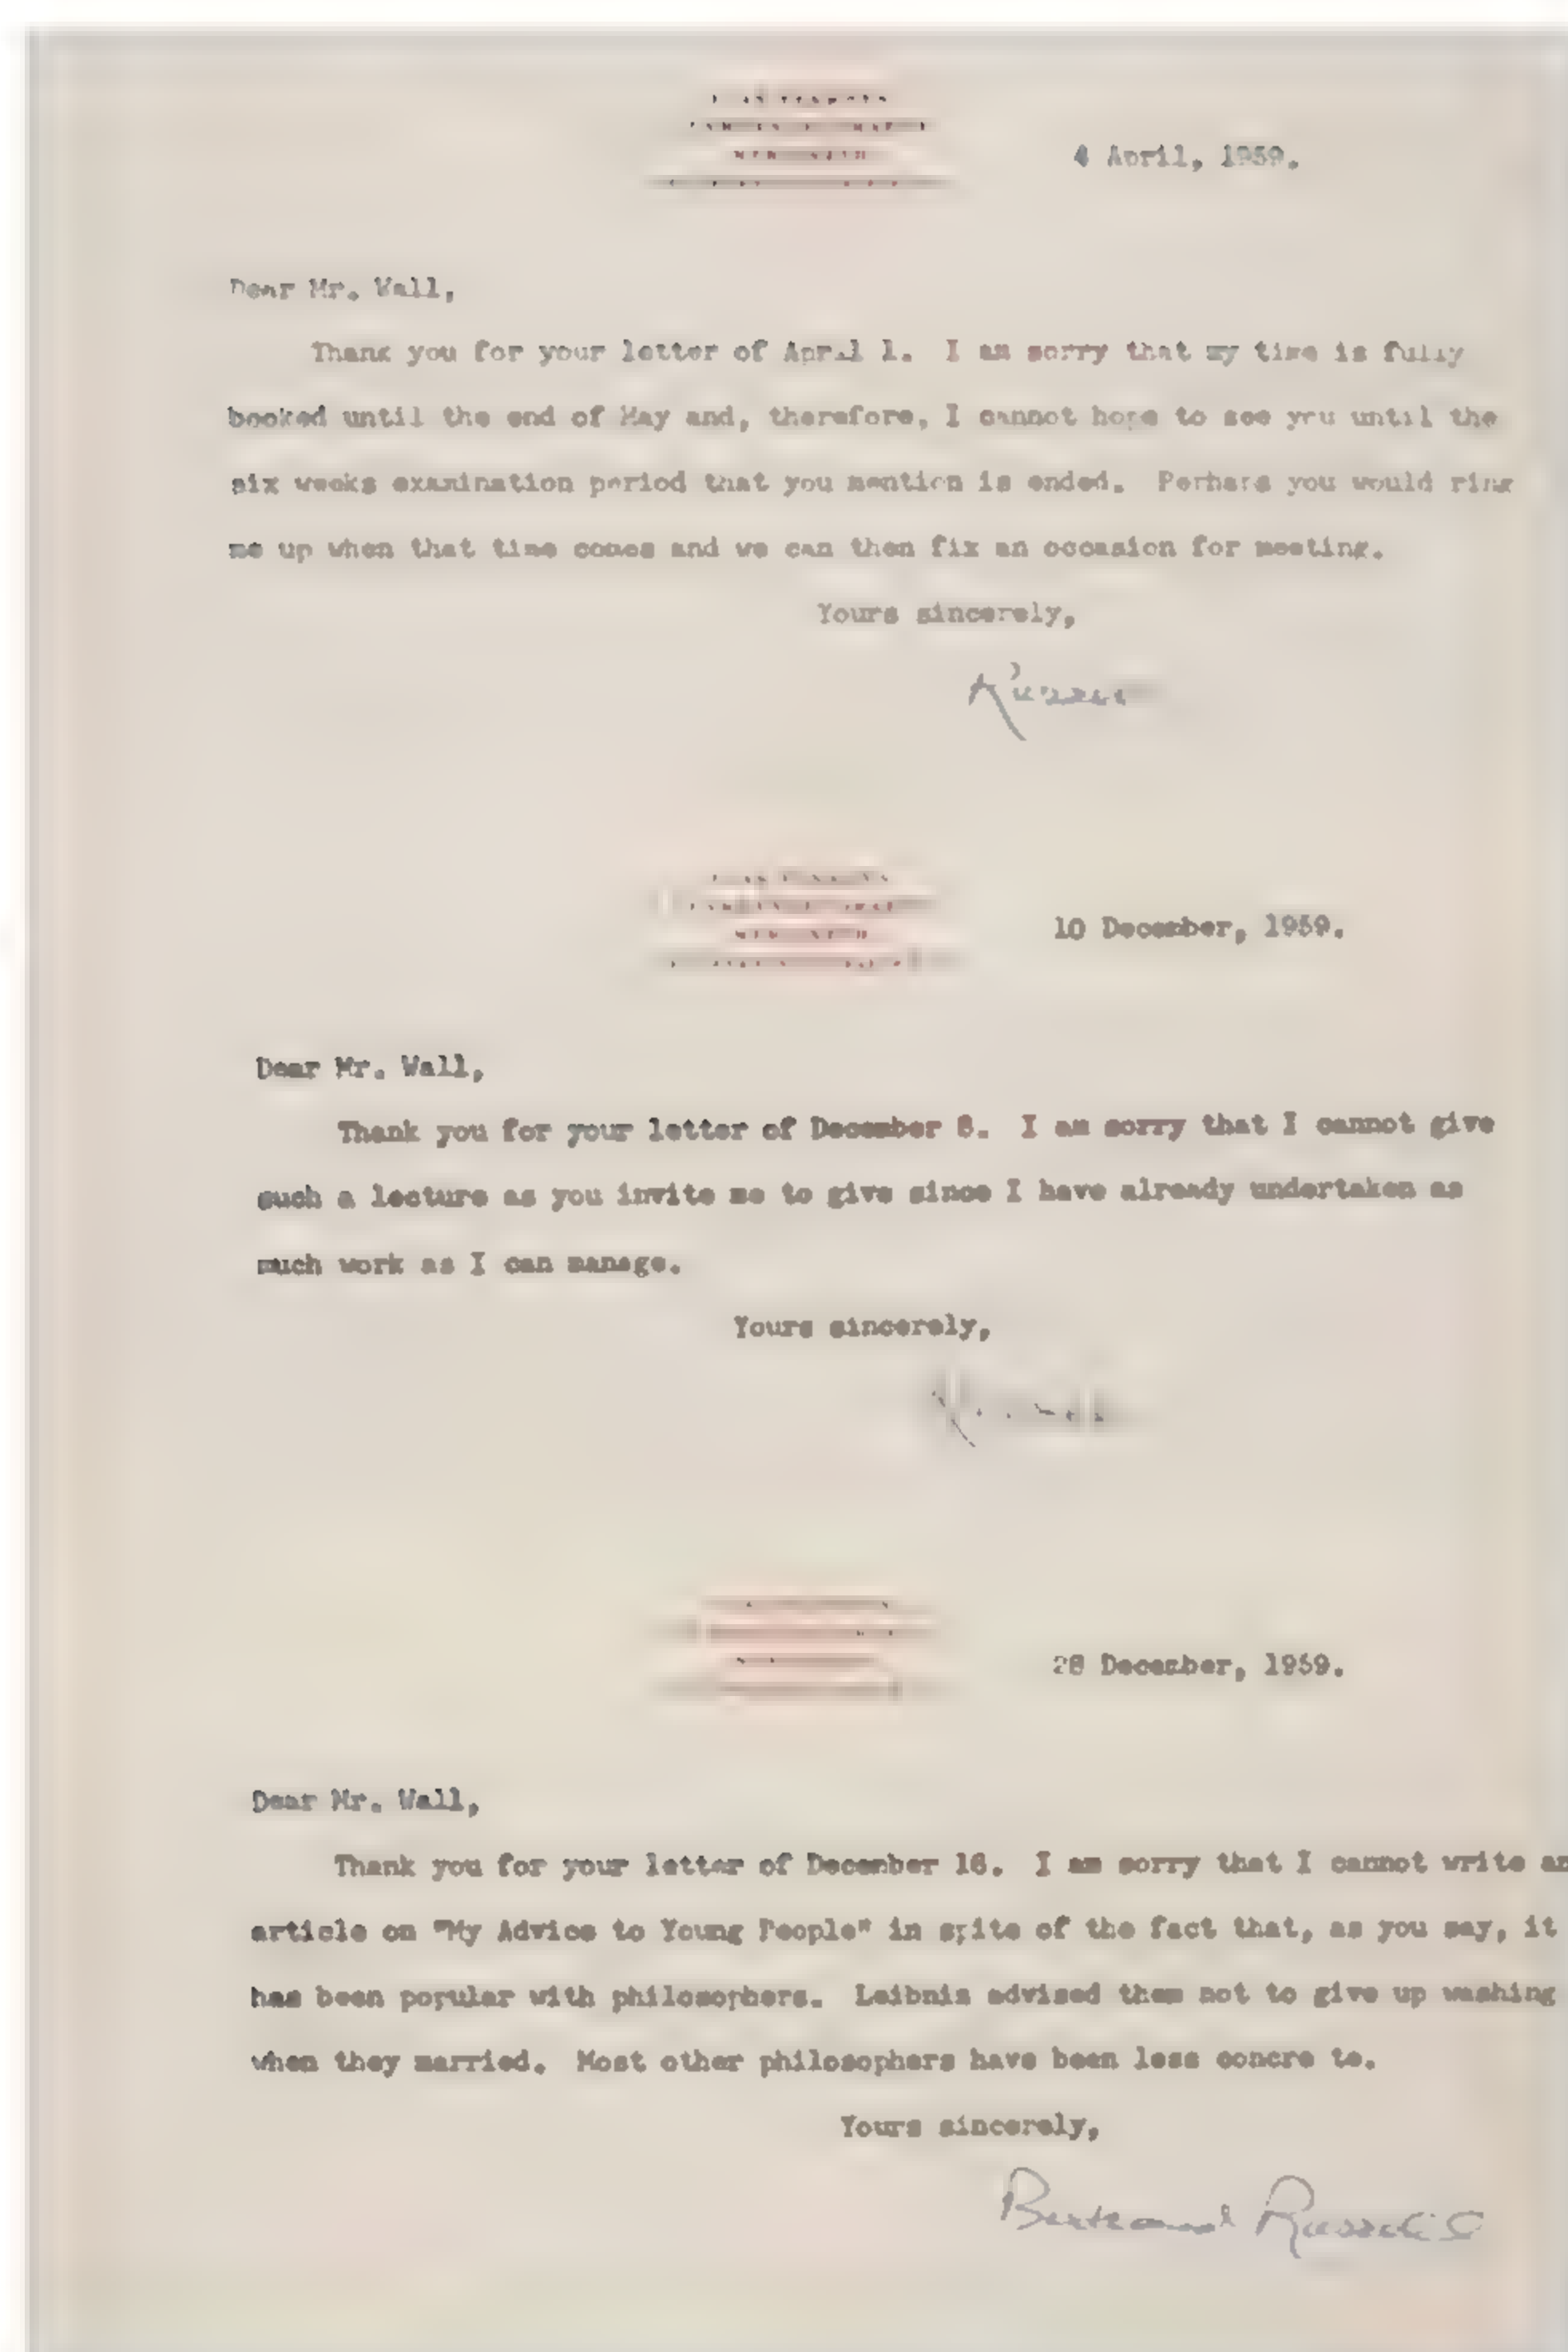 4 April, 1959.
Dear Mr. Wall,
Thank you for your letter of April 1. I am sorry that my time is fully
booked until the end of May and, therefore, I cannot hope to see you until the
six weeks examination period that you mention is ended. Perhaps you would ring
me up when that time comes and we can then fix an occasion for meeting.
Yours sincerely,
Russell
10 December, 1959.
Dear Mr. Wall,
Thank you for your letter of December 8. I am sorry that I cannot give
such a lecture as you invite me to give since I have already undertaken as
much work as I can manage.
Yours sincerely,
28 December, 1959.
Dear Mr. Wall,
Thank you for your letter of December 16. I am sorry that I cannot write an
article on "My Advice to Young People" in spite of the fact that, as you say, it
has been popular with philosophers. Leibniz advised them not to give up washing
when they married. Most other philosophers have been less concre te.
Yours sincerely,
Bertrand Russell